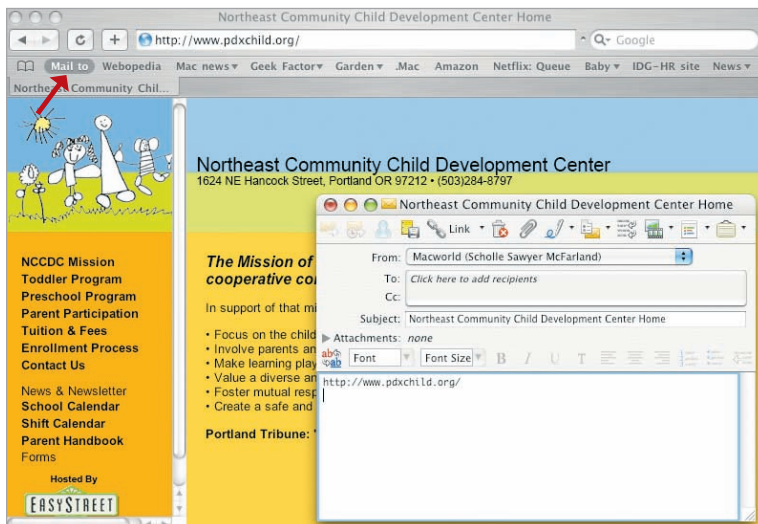 Northeast Community Child Development Center Home
http://www.pdxchild.org/
Google
Mail to Webopedia Mac news Geek Factor Garden .Mac Amazon Netflix: Queue Baby IDG-HR site News
Northeast Community Chil...
Northeast Community Child Development Center
1624 NE Hancock Street, Portland OR 97212 • (503)284-8797
NCCDC Mission
Toddler Program
Preschool Program
Parent Participation
Tuition & Fees
Enrollment Process
Contact Us
News & Newsletter
School Calendar
Shift Calendar
Parent Handbook
Forms
Hosted By
EASYSTREET
The Mission of
cooperative
In support of that
• Focus on the child
• Involve parents
• Make learning
• Value a diverse
• Foster mutual
• Create a safe and
Portland Tribune:
Northeast Community Child Development Center Home
Link
From: Macworld (Scholle Sawyer McFarland)
To: Click here to add recipients
Cc:
Subject: Northeast Community Child Development Center Home
Attachments: none
Font Font Size B I U T
http://www.pdxchild.org/